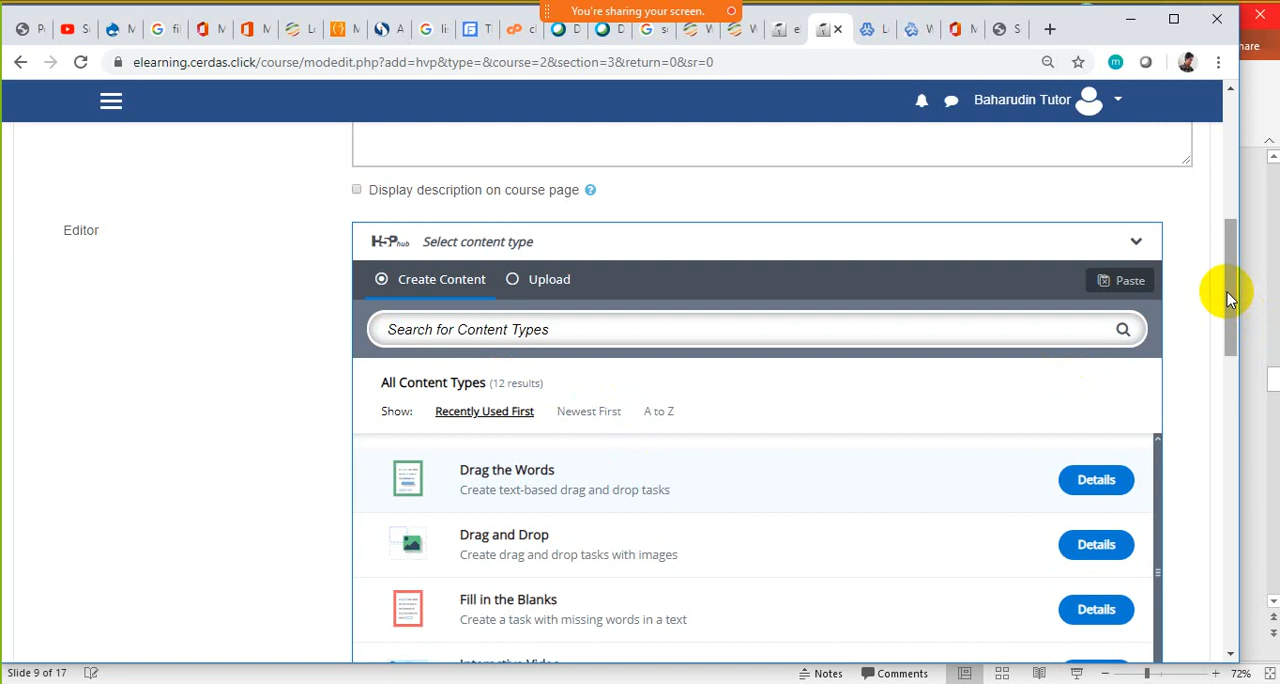 You're sharing your screen.
elearning.cerdas.click/course/modedit.php?add=hvp&type=&course=2&section=3&return=0&sr=0
hare
Baharudin Tutor
Display description on course page
Editor
H5P hub Select content type
Create Content Upload Paste
Search for Content Types
All Content Types (12 results)
Show: Recently Used First Newest First A to Z
Drag the Words
Create text-based drag and drop tasks
Details
Drag and Drop
Create drag and drop tasks with images
Details
Fill in the Blanks
Create a task with missing words in a text
Details
Interactive Video
Slide 9 of 17 Notes Comments 72%